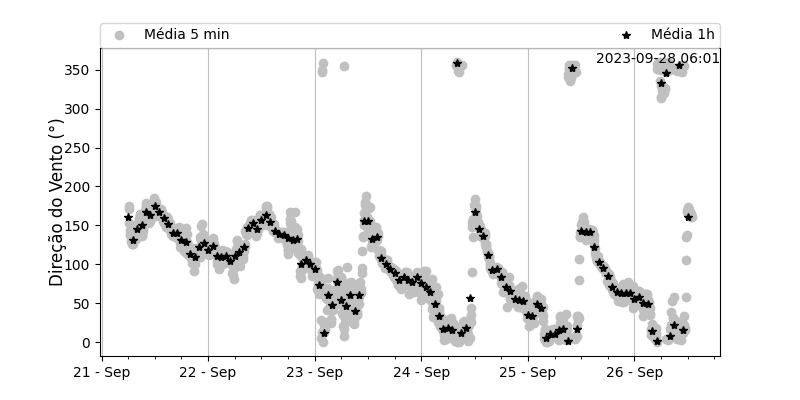 Média 5 min
Média 1h
2023-09-28 06:01
Direção do Vento (°)
350
300
250
200
150
100
50
0
21 - Sep
22 - Sep
23 - Sep
24 - Sep
25 - Sep
26 - Sep